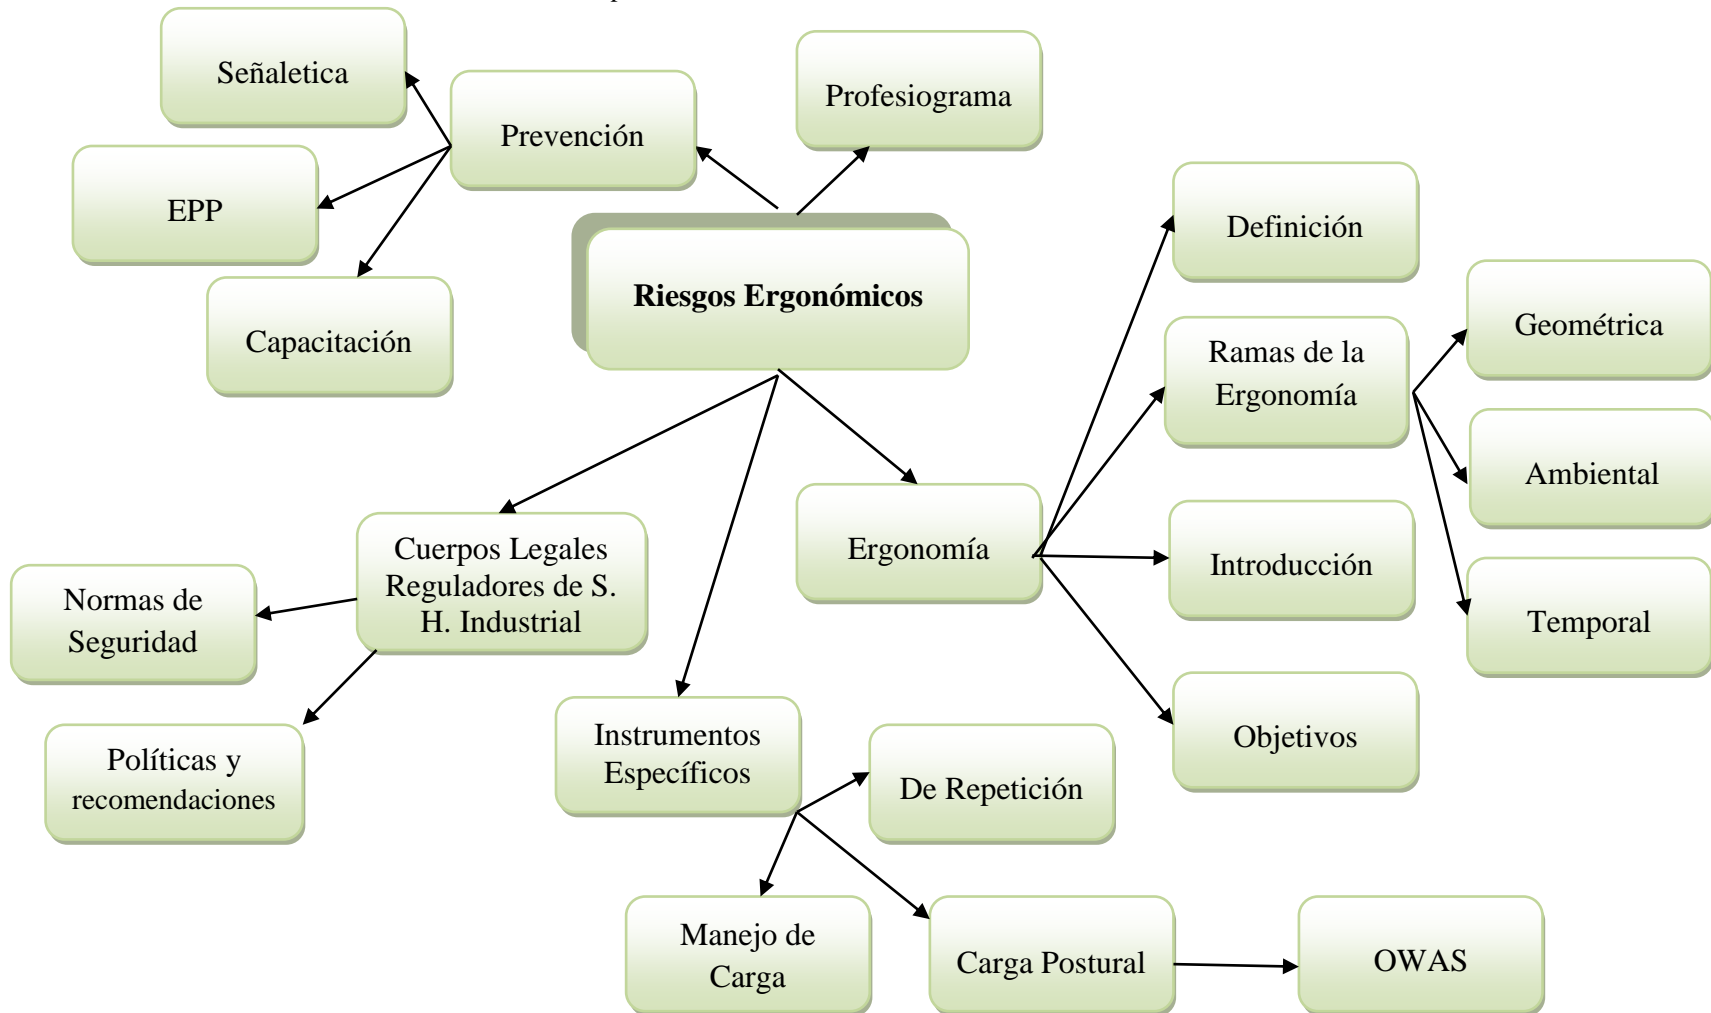 Señaletica
Profesiograma
Prevención
EPP
Definición
Riesgos Ergonómicos
Capacitación
Geométrica
Ramas de la
Ergonomía
Ambiental
Cuerpos Legales
Reguladores de S.
H. Industrial
Ergonomía
Introducción
Normas de
Seguridad
Temporal
Instrumentos
Específicos
Objetivos
Políticas y
recomendaciones
De Repetición
Manejo de
Carga
Carga Postural
OWAS